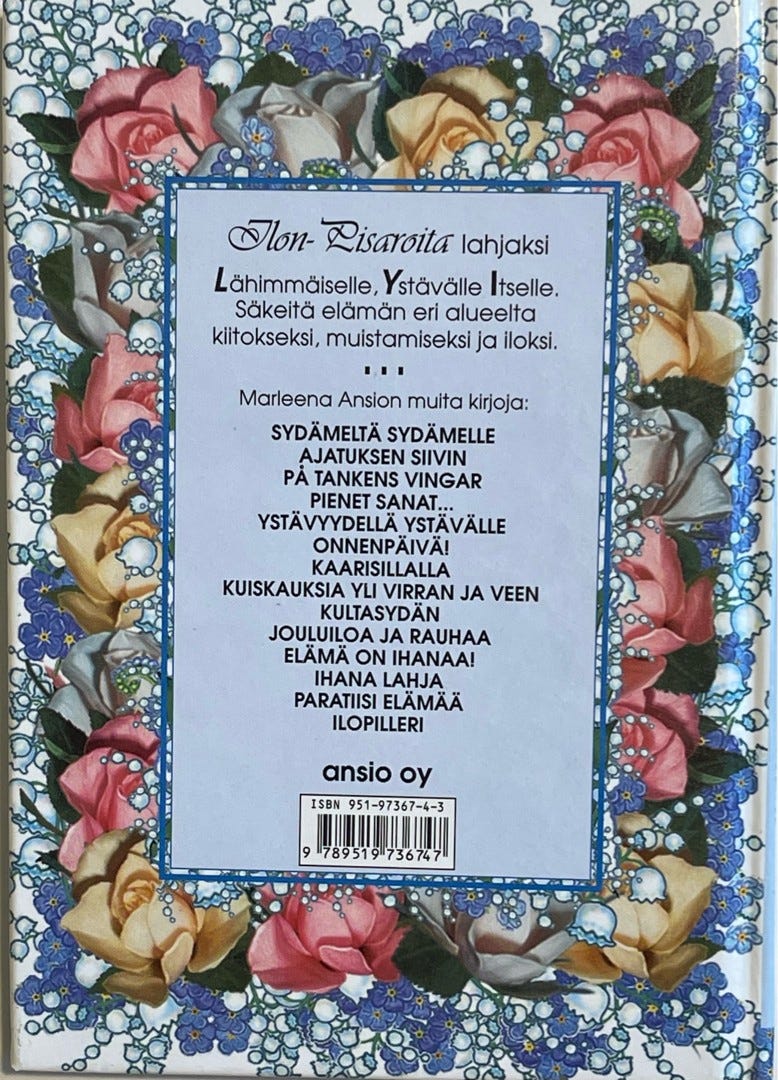 Ilon-Pisaroita lahjaksi
Lähimmäiselle, Ystävälle Itselle.
Säkeitä elämän eri alueelta
kiitokseksi, muistamiseksi ja iloksi.
▪ ▪ ▪
Marleena Ansion muita kirjoja:
SYDÄMELTÄ SYDÄMELLE
AJATUKSEN SIIVIN
PÅ TANKENS VINGAR
PIENET SANAT...
YSTÄVYYDELLÄ YSTÄVÄLLE
ONNENPÄIVÄ!
KAARISILLALLA
KUISKAUKSIA YLI VIRRAN JA VEEN
KULTASYDÄN
JOULUILOA JA RAUHAA
ELÄMÄ ON IHANAA!
IHANA LAHJA
PARATIISI ELÄMÄÄ
ILOPILLERI
ansio oy
ISBN 951-97367-4-3
9 789519 736747